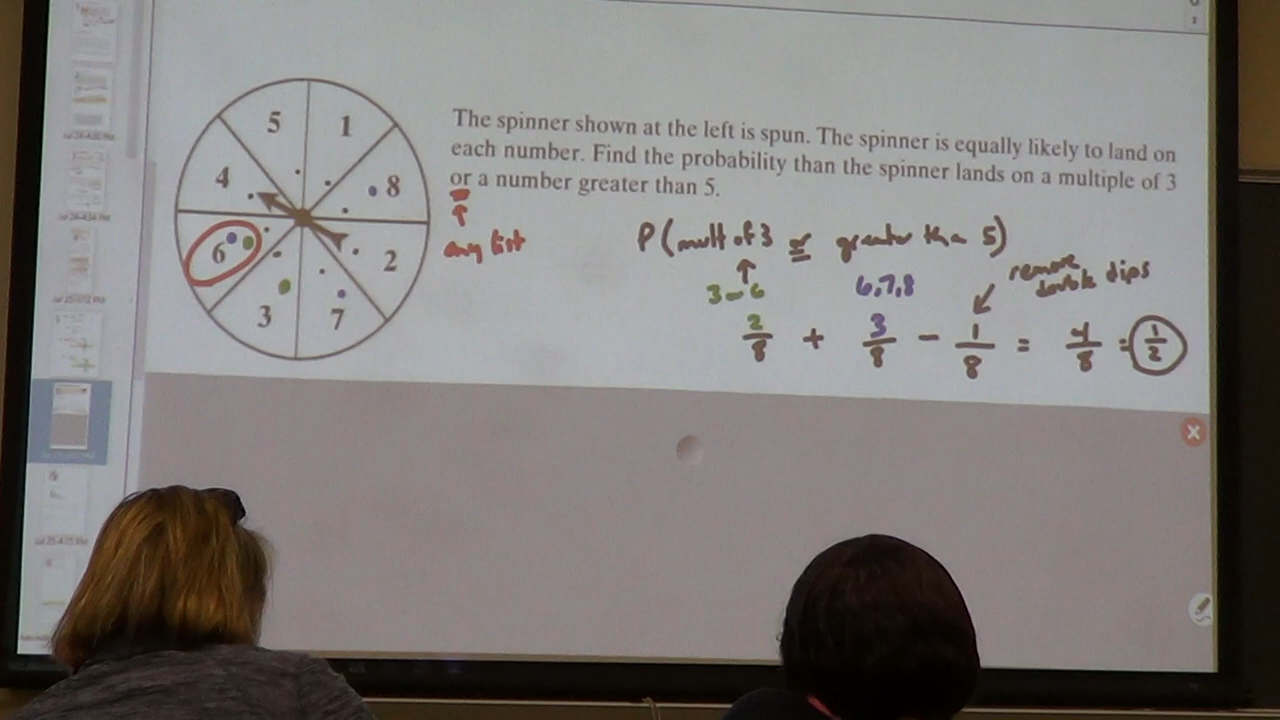 5 1
4 8
6 2
3 7
The spinner shown at the left is spun. The spinner is equally likely to land on
each number. Find the probability than the spinner lands on a multiple of 3
or a number greater than 5.
any list
P(mult of 3 or greater tha 5)
3-6
6,7,8
remove
double dips
2/8 + 3/8 - 1/8 = 4/8 = 1/2